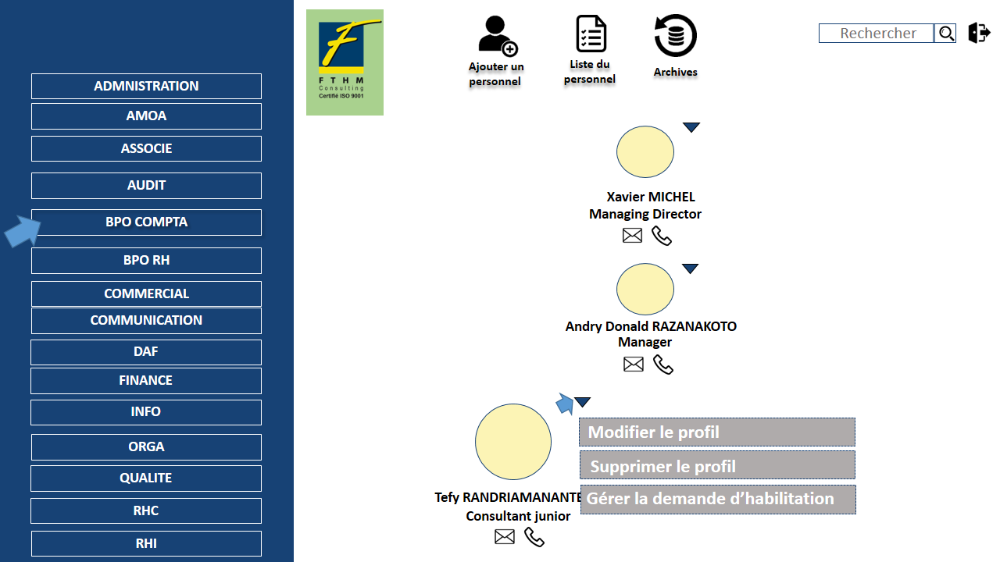 ADMNISTRATION
AMOA
ASSOCIE
AUDIT
BPO COMPTA
BPO RH
COMMERCIAL
COMMUNICATION
DAF
FINANCE
INFO
ORGA
QUALITE
RHC
RHI
F T H M
Consulting
Certifié ISO 9001
Ajouter un
personnel
Liste du
personnel
Archives
Rechercher
Xavier MICHEL
Managing Director
Andry Donald RAZANAKOTO
Manager
Tefy RANDRIAMANANTE
Consultant junior
Modifier le profil
Supprimer le profil
Gérer la demande d’habilitation